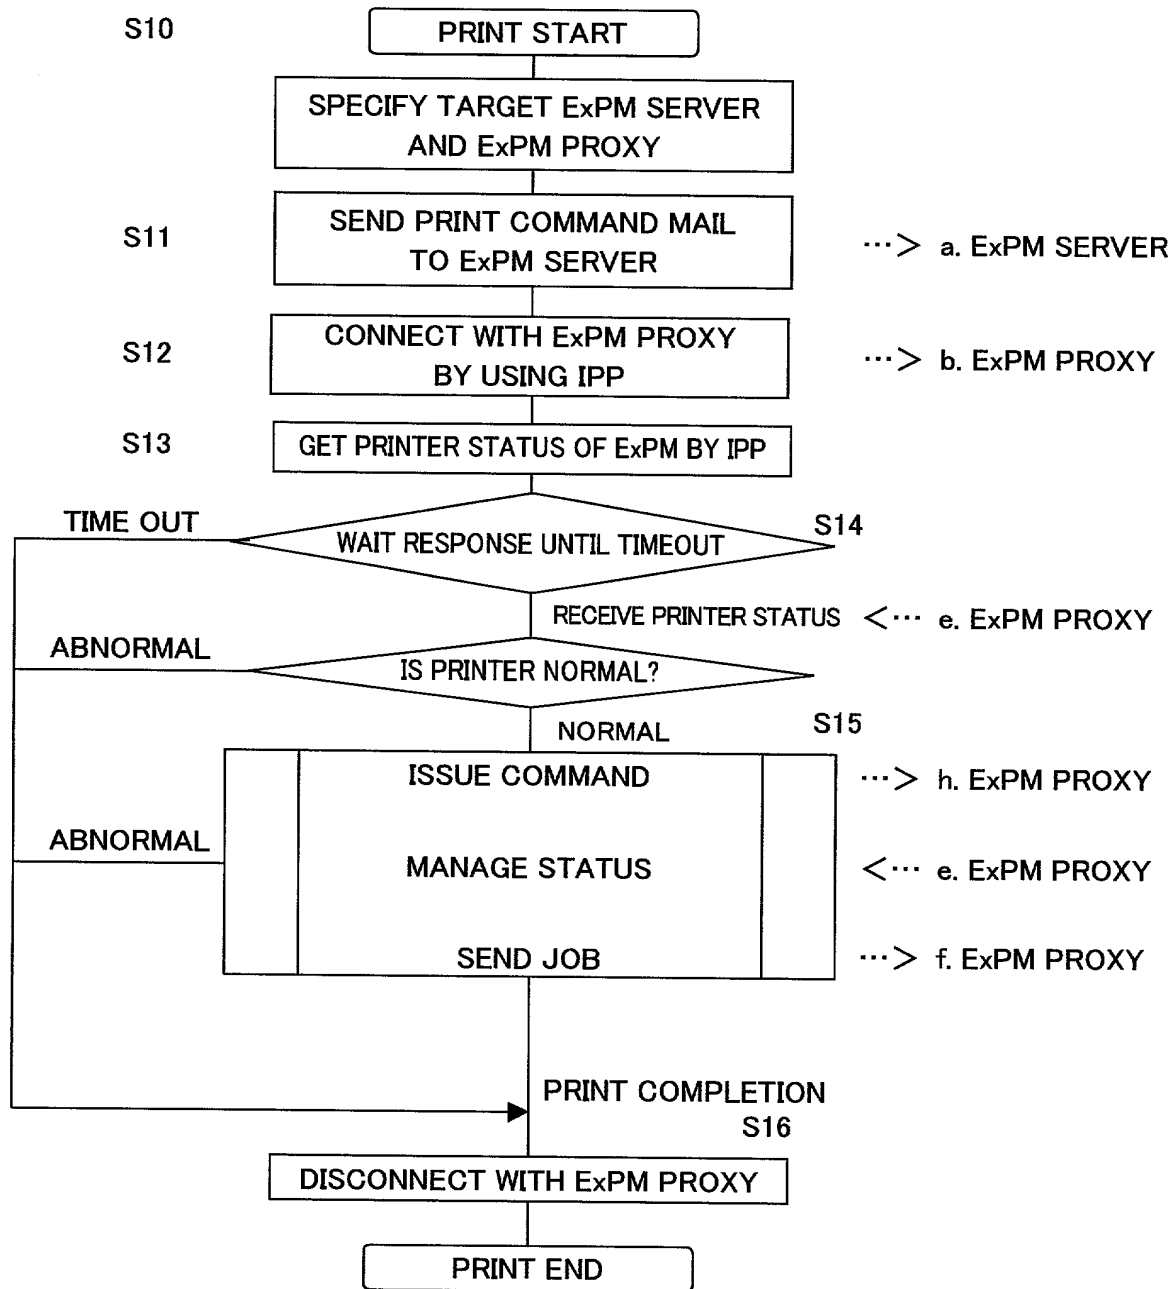 S10
PRINT START
SPECIFY TARGET ExPM SERVER
AND ExPM PROXY
S11
SEND PRINT COMMAND MAIL
TO ExPM SERVER
···> a. ExPM SERVER
S12
CONNECT WITH ExPM PROXY
BY USING IPP
···> b. ExPM PROXY
S13
GET PRINTER STATUS OF ExPM BY IPP
TIME OUT
WAIT RESPONSE UNTIL TIMEOUT
S14
RECEIVE PRINTER STATUS
<··· e. ExPM PROXY
ABNORMAL
IS PRINTER NORMAL?
NORMAL
S15
ISSUE COMMAND
···> h. ExPM PROXY
ABNORMAL
MANAGE STATUS
<··· e. ExPM PROXY
SEND JOB
···> f. ExPM PROXY
PRINT COMPLETION
S16
DISCONNECT WITH ExPM PROXY
PRINT END